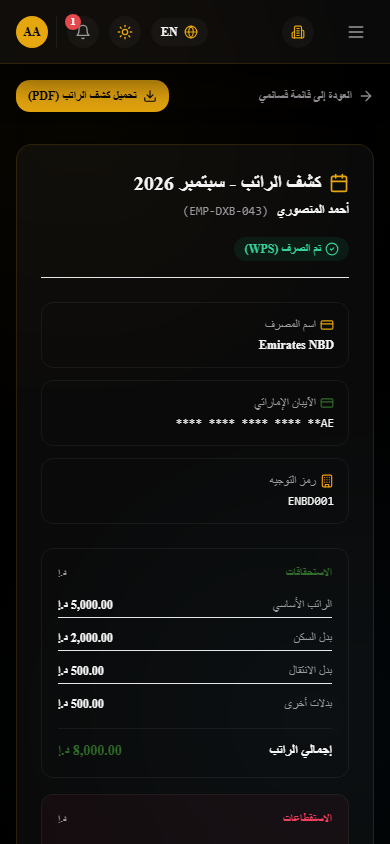 EN
1
AA
العودة إلى قائمة قسائمي
تحميل كشف الراتب (PDF)
كشف الراتب - سبتمبر 2026
أحمد المنصوري (EMP-DXB-043)
تم الصرف (WPS)
اسم المصرف
Emirates NBD
الآيبان الإماراتي
AE** **** **** **** ****
رمز التوجيه
ENBD001
الاستحقاقات د.إ
الراتب الأساسي 5,000.00 د.إ
بدل السكن 2,000.00 د.إ
بدل الانتقال 500.00 د.إ
بدلات أخرى 500.00 د.إ
إجمالي الراتب 8,000.00 د.إ
الاستقطاعات د.إ